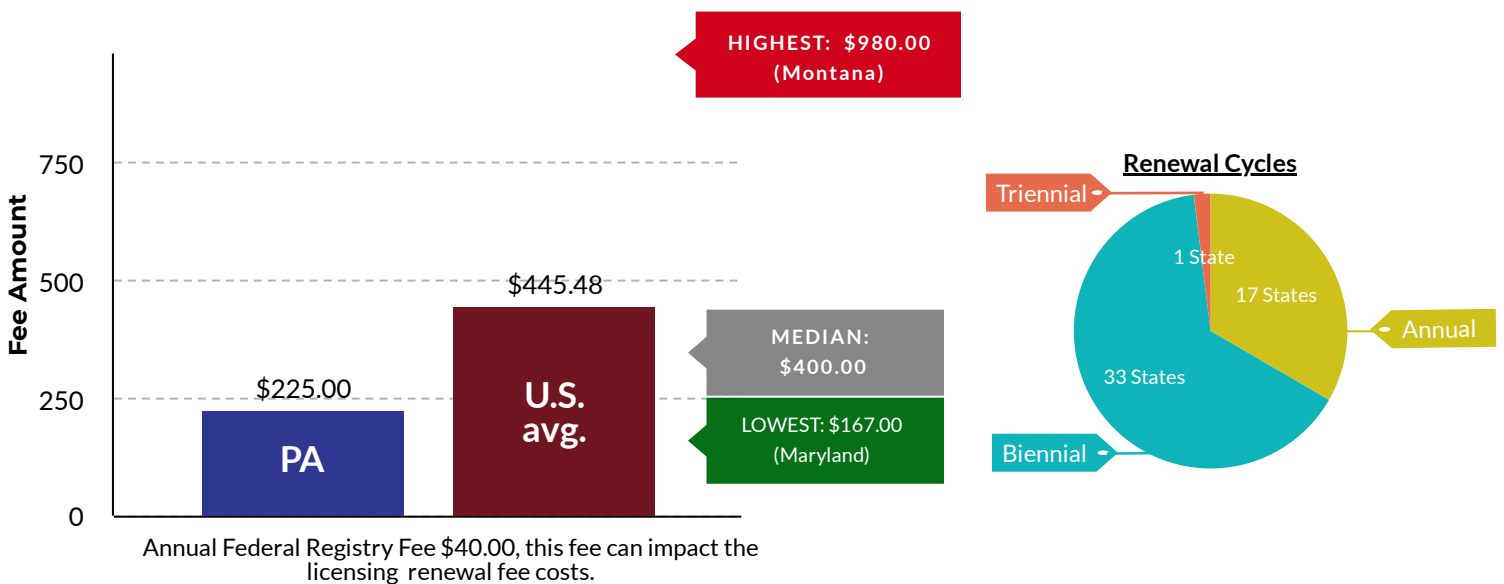 HIGHEST: $980.00
(Montana)
750
500
250
0
Fee Amount
$225.00
PA
$445.48
U.S.
avg.
MEDIAN:
$400.00
LOWEST: $167.00
(Maryland)
Annual Federal Registry Fee $40.00, this fee can impact the
licensing renewal fee costs.
Renewal Cycles
Triennial
1 State
17 States
Annual
33 States
Biennial